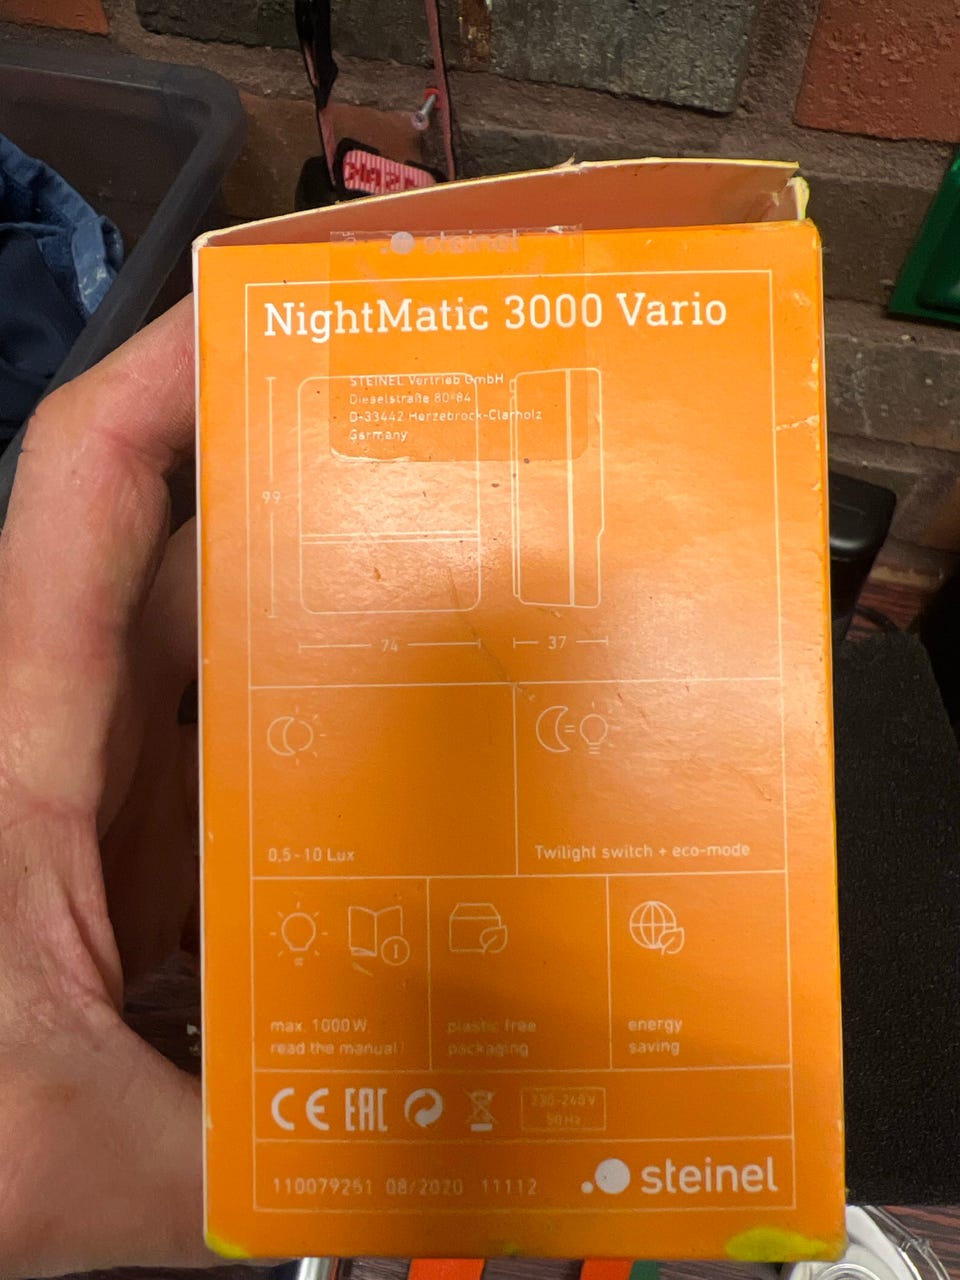 steinel
NightMatic 3000 Vario
STEINEL Vertrieb GmbH
Dieselstraße 80-84
D-33442 Herzebrock-Clarholz
Germany
99
74
37
0,5-10 Lux
Twilight switch + eco-mode
max. 1000W
read the manual!
plastic free
packaging
energy
saving
CE EAC
230-240V
50Hz
110079251 08/2020 11112
steinel